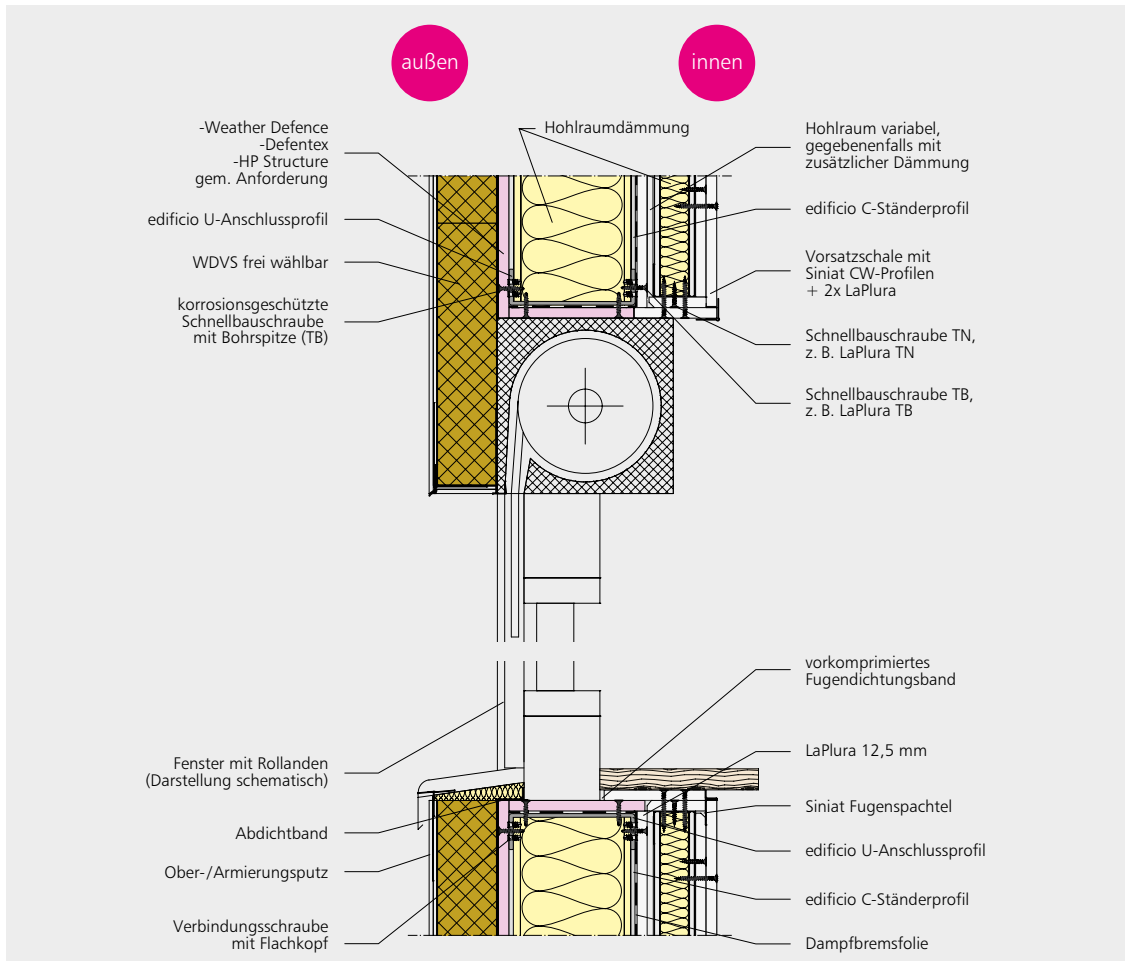 außen
innen
-Weather Defence
-Defentex
-HP Structure
gem. Anforderung
edificio U-Anschlussprofil
WDVS frei wählbar
korrosionsgeschützte
Schnellbauschraube
mit Bohrspitze (TB)
Hohlraumdämmung
Hohlraum variabel,
gegebenenfalls mit
zusätzlicher Dämmung
edificio C-Ständerprofil
Vorsatzschale mit
Siniat CW-Profilen
+ 2x LaPlura
Schnellbauschraube TN,
z. B. LaPlura TN
Schnellbauschraube TB,
z. B. LaPlura TB
Fenster mit Rollanden
(Darstellung schematisch)
Abdichtband
Ober-/Armierungsputz
Verbindungsschraube
mit Flachkopf
vorkomprimiertes
Fugendichtungsband
LaPlura 12,5 mm
Siniat Fugenspachtel
edificio U-Anschlussprofil
edificio C-Ständerprofil
Dampfbremsfolie